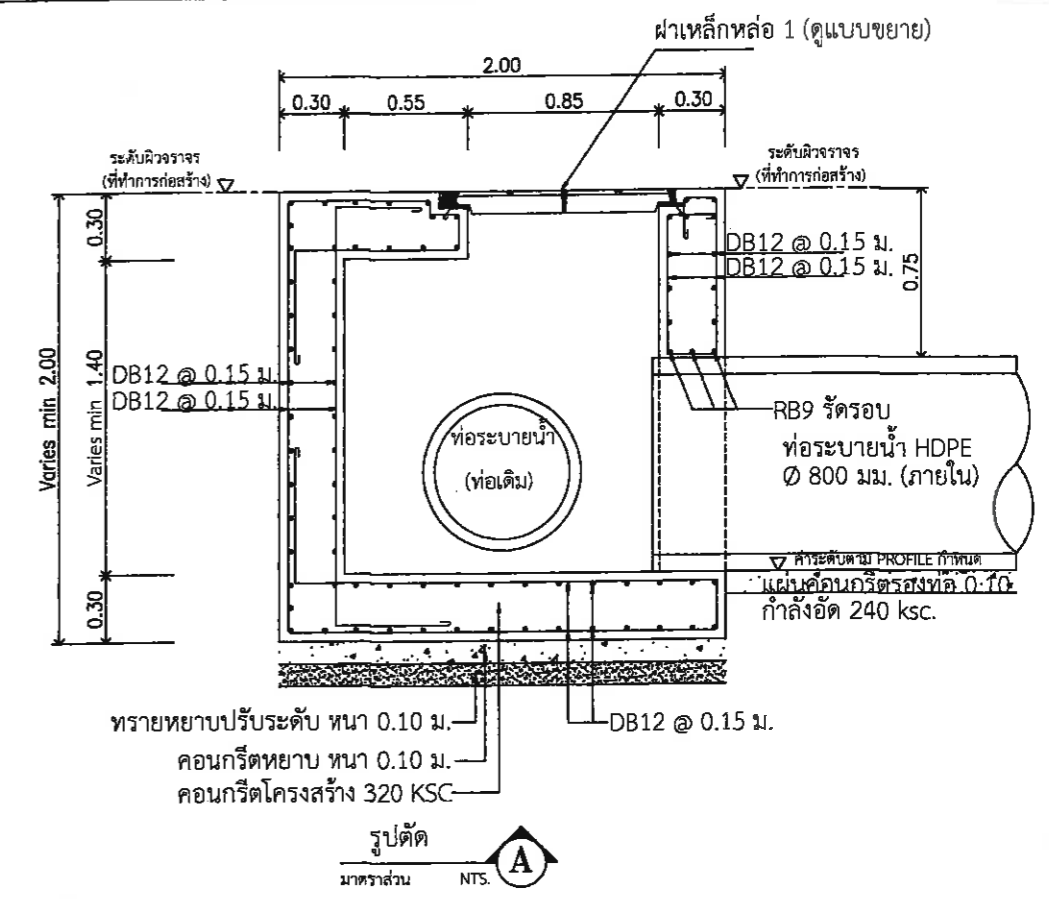 ฝาเหล็กหล่อ 1 (ดูแบบขยาย)
2.00
0.30 0.55 0.85 0.30
ระดับผิวจราจร
(ที่ทำการก่อสร้าง)
ระดับผิวจราจร
(ที่ทำการก่อสร้าง)
0.30
DB12 @ 0.15 ม.
DB12 @ 0.15 ม.
0.75
Varies min 2.00
Varies min 1.40
DB12 @ 0.15 ม.
DB12 @ 0.15 ม.
RB9 รัดรอบ
ท่อระบายน้ำ
(ท่อเดิม)
ท่อระบายน้ำ HDPE
Ø 800 มม. (ภายใน)
ค่าระดับตาม PROFILE กำหนด
แผ่นคอนกรีตรองท่อ 0.10
กำลังอัด 240 ksc.
0.30
ทรายหยาบปรับระดับ หนา 0.10 ม.
DB12 @ 0.15 ม.
คอนกรีตหยาบ หนา 0.10 ม.
คอนกรีตโครงสร้าง 320 KSC
รูปตัด
A
มาตราส่วน NTS.